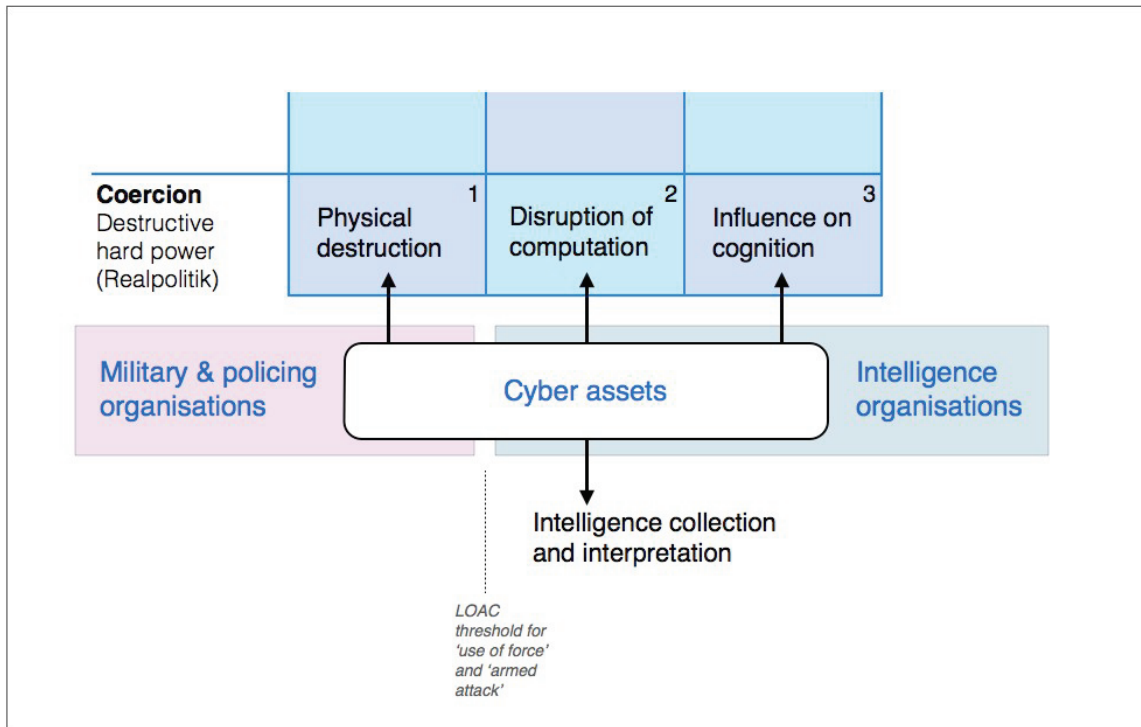 Coercion
Destructive
hard power
(Realpolitik)
1
Physical
destruction
2
Disruption of
computation
3
Influence on
cognition
Military & policing
organisations
Cyber assets
Intelligence
organisations
Intelligence collection
and interpretation
LOAC
threshold for
‘use of force’
and ‘armed
attack’